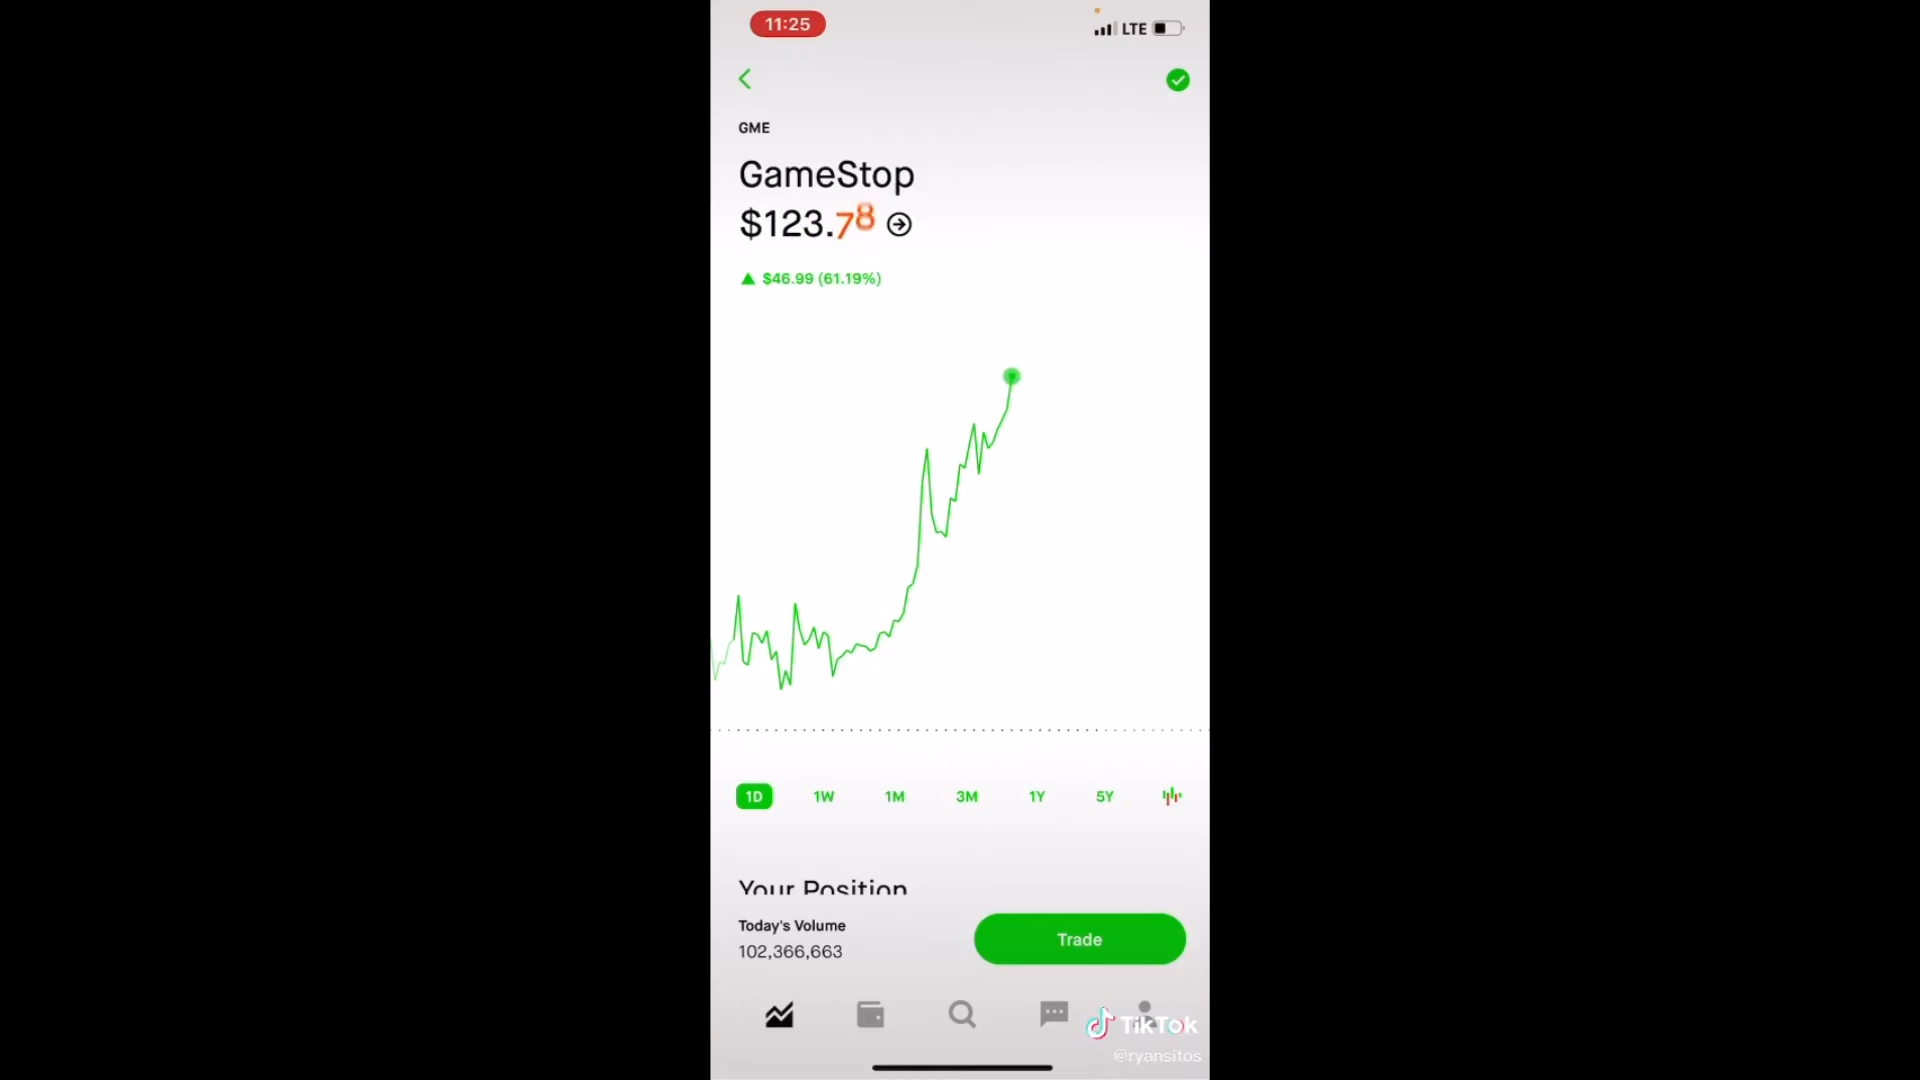 11:25
LTE
GME
GameStop
$123.78
$46.99 (61.19%)
1D 1W 1M 3M 1Y 5Y
Your Position
Today's Volume
102,366,663
Trade
TikTok
@ryansitos